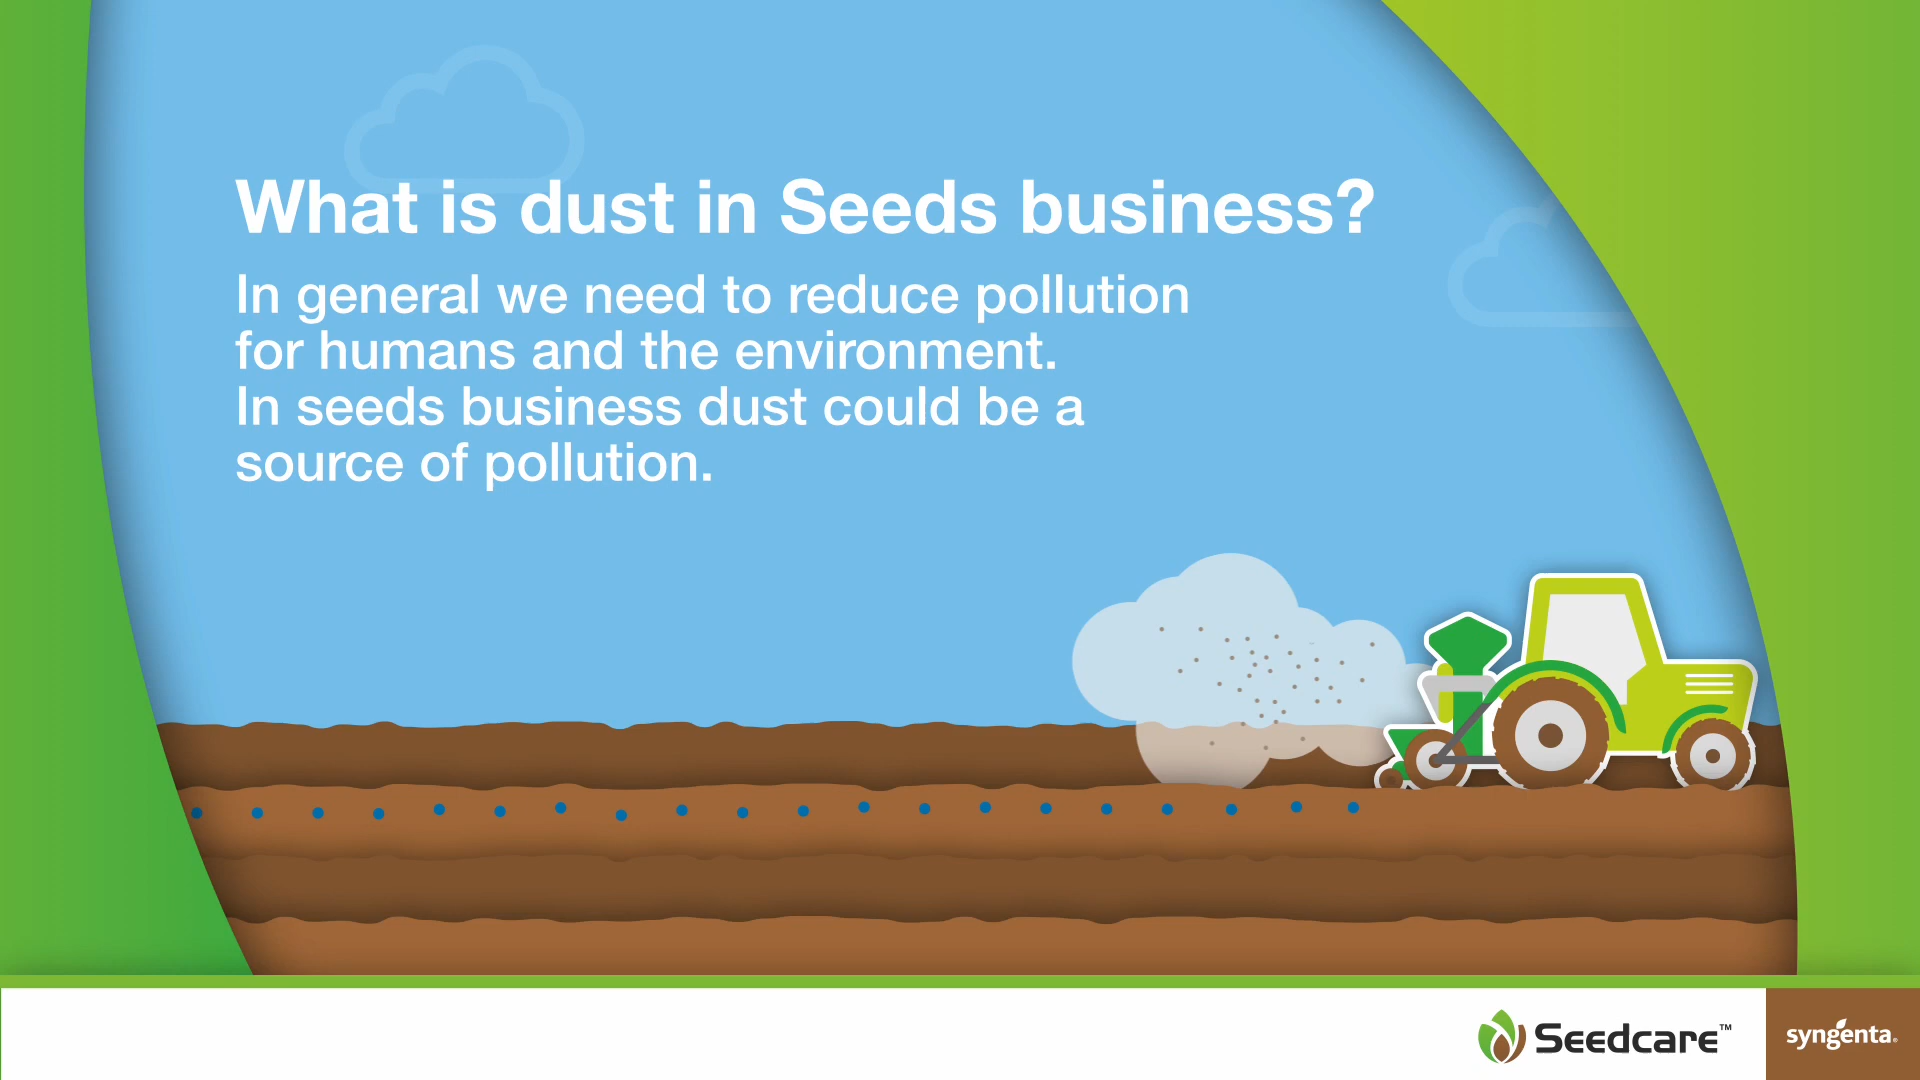 What is dust in Seeds business?
In general we need to reduce pollution
for humans and the environment.
In seeds business dust could be a
source of pollution.
Seedcare™
syngenta®